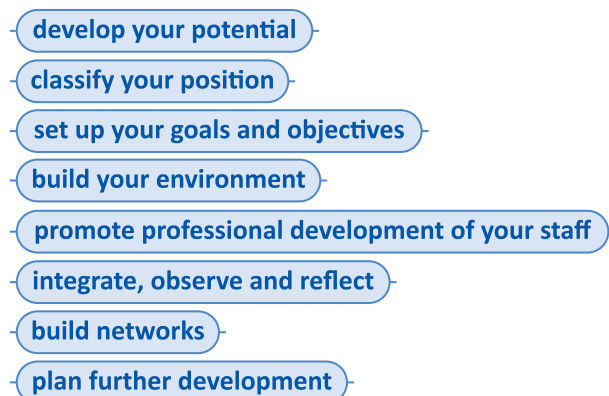 develop your potential
classify your position
set up your goals and objectives
build your environment
promote professional development of your staff
integrate, observe and reflect
build networks
plan further development